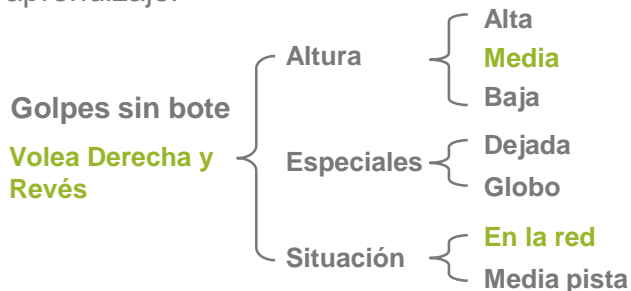 aprendizaje.
Golpes sin bote
Volea Derecha y
Revés
Altura
Alta
Media
Baja
Especiales
Dejada
Globo
Situación
En la red
Media pista